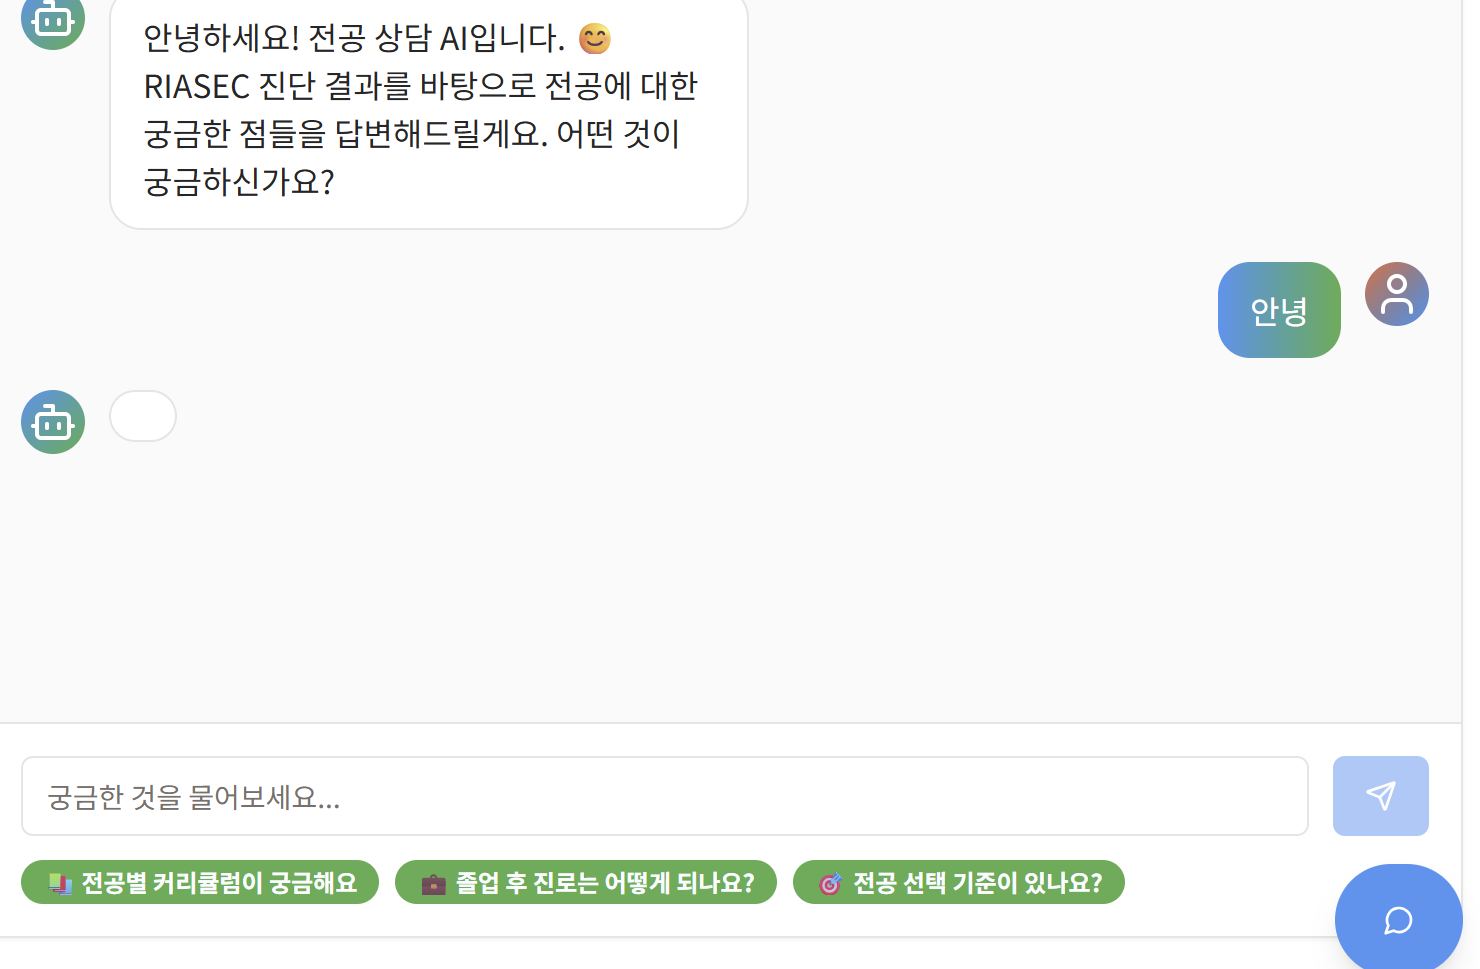 안녕하세요! 전공 상담 AI입니다. 😊
RIASEC 진단 결과를 바탕으로 전공에 대한
궁금한 점들을 답변해드릴게요. 어떤 것이
궁금하신가요?
안녕
궁금한 것을 물어보세요...
📚 전공별 커리큘럼이 궁금해요
💼 졸업 후 진로는 어떻게 되나요?
🎯 전공 선택 기준이 있나요?